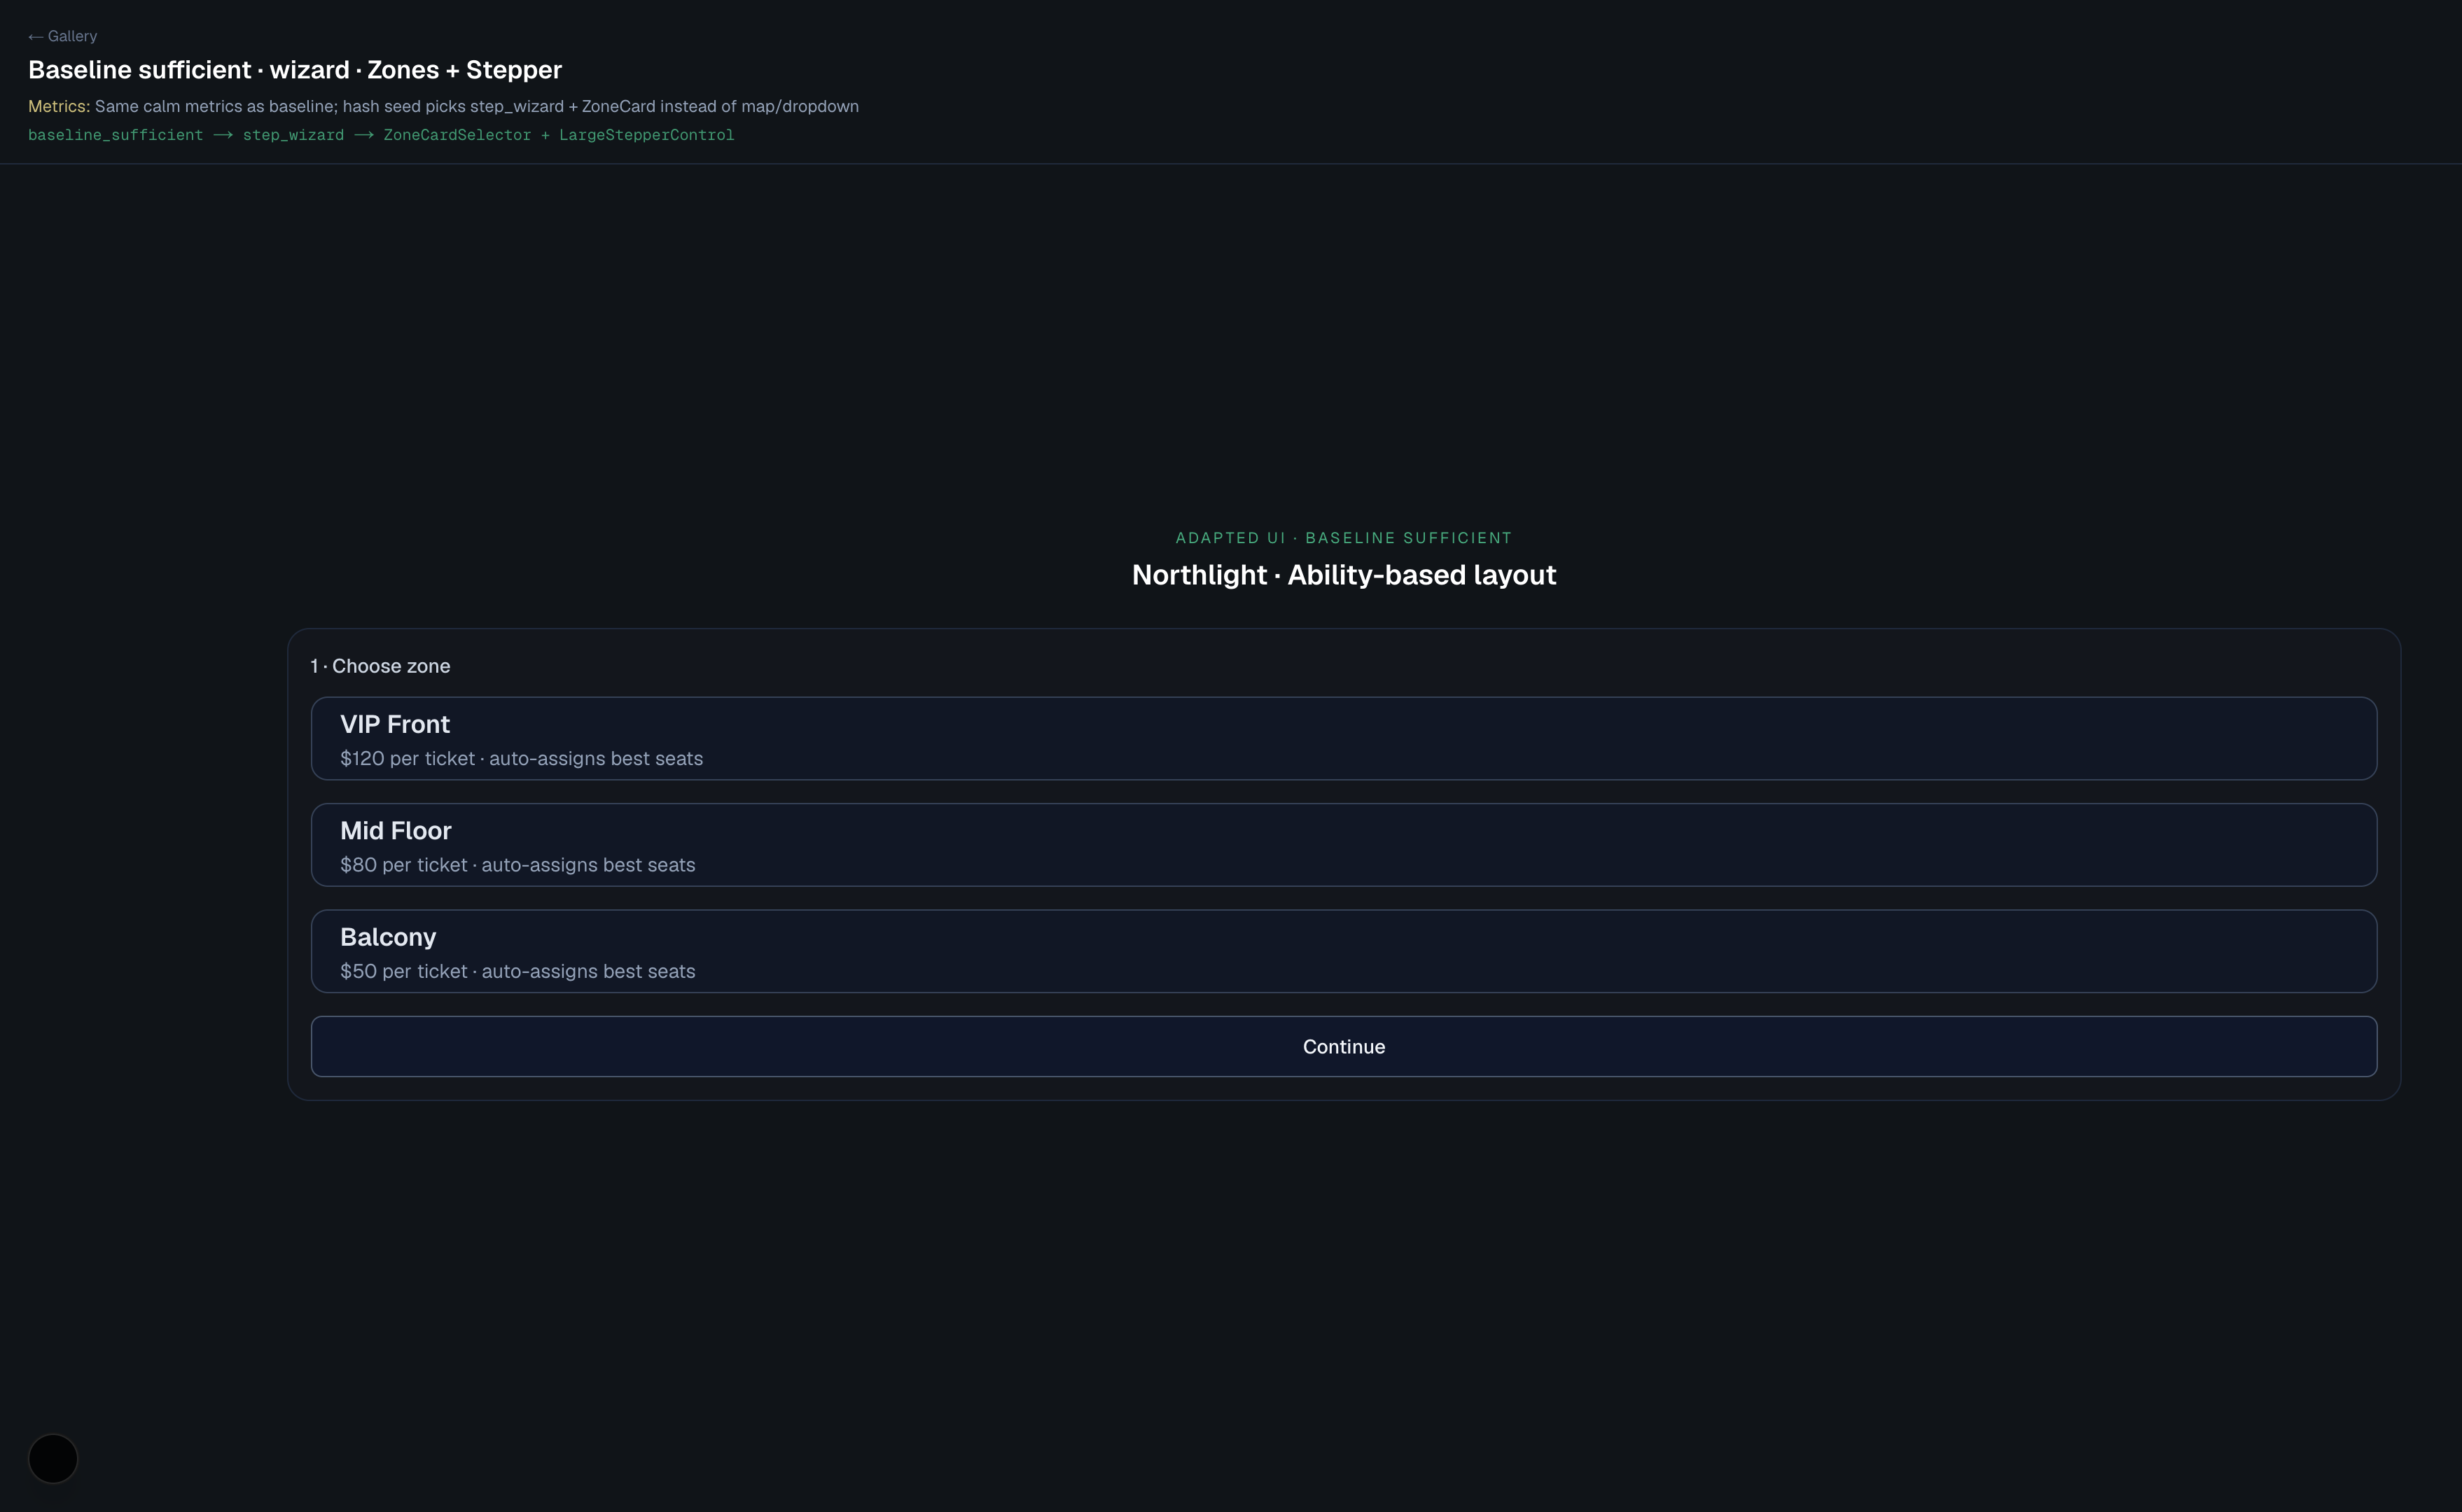 ← Gallery
Baseline sufficient · wizard · Zones + Stepper
Metrics: Same calm metrics as baseline; hash seed picks step_wizard + ZoneCard instead of map/dropdown
baseline_sufficient → step_wizard → ZoneCardSelector + LargeStepperControl
ADAPTED UI · BASELINE SUFFICIENT
Northlight · Ability-based layout
1 · Choose zone
VIP Front
$120 per ticket · auto-assigns best seats
Mid Floor
$80 per ticket · auto-assigns best seats
Balcony
$50 per ticket · auto-assigns best seats
Continue